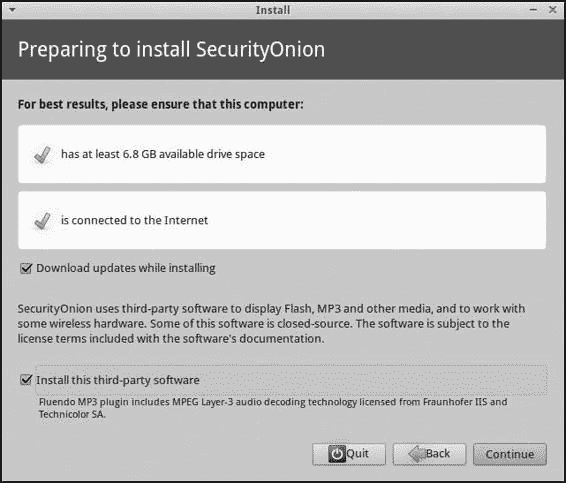 Install
Preparing to install SecurityOnion
For best results, please ensure that this computer:
has at least 6.8 GB available drive space
is connected to the Internet
Download updates while installing
SecurityOnion uses third-party software to display Flash, MP3 and other media, and to work with
some wireless hardware. Some of this software is closed-source. The software is subject to the
license terms included with the software's documentation.
Install this third-party software
Fluendo MP3 plugin includes MPEG Layer-3 audio decoding technology licensed from Fraunhofer IIS and
Technicolor SA.
Quit Back Continue